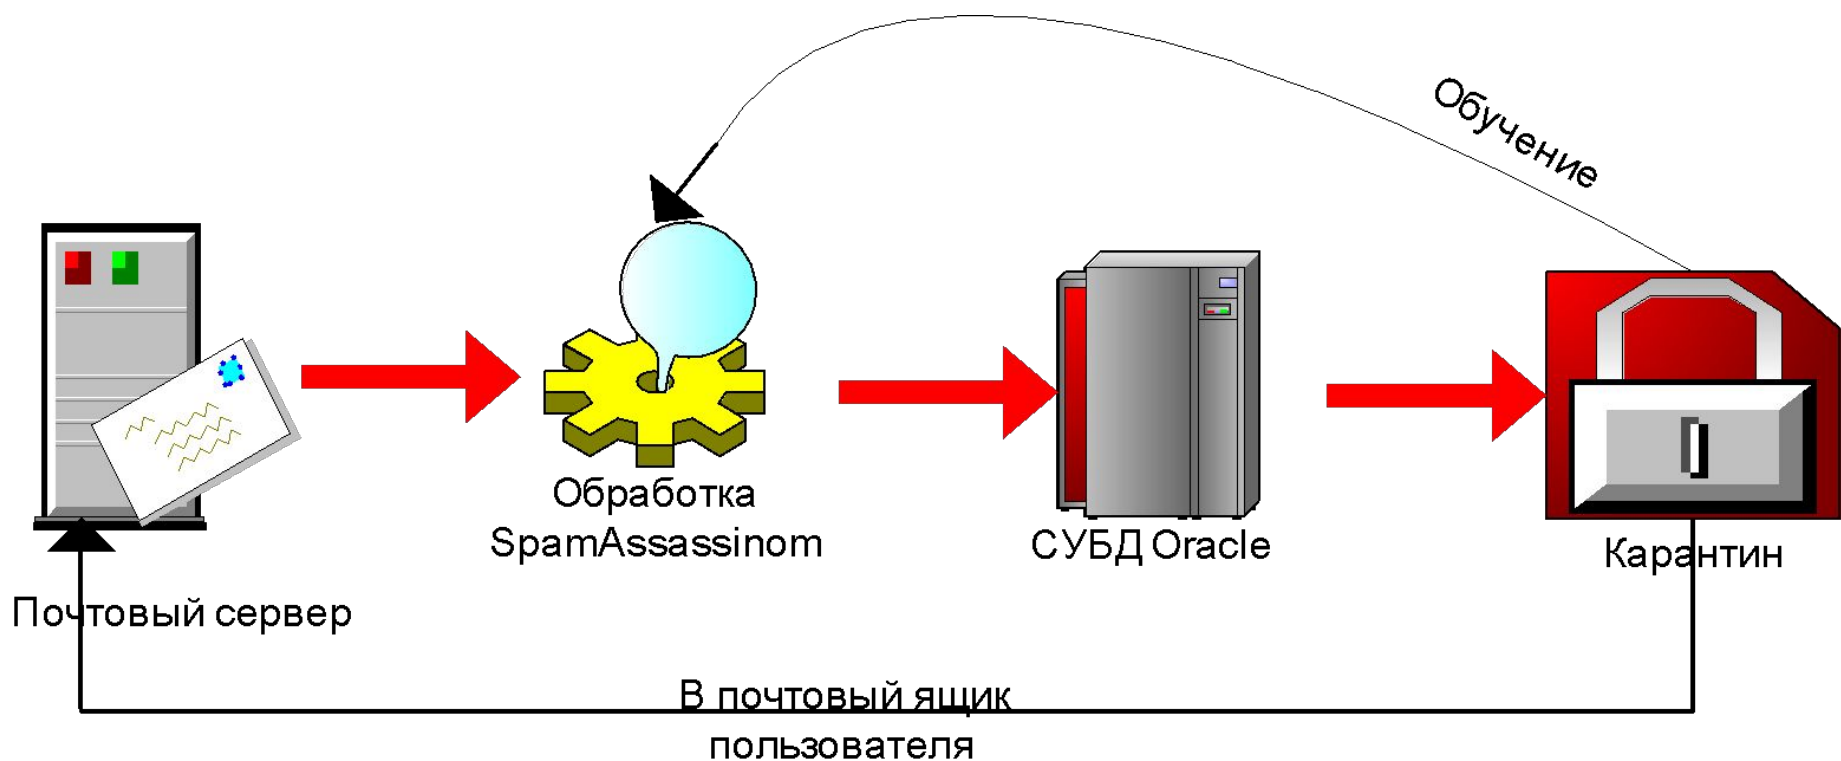 Обучение
Обработка
SpamAssassinom
СУБД Oracle
Карантин
Почтовый сервер
В почтовый ящик
пользователя